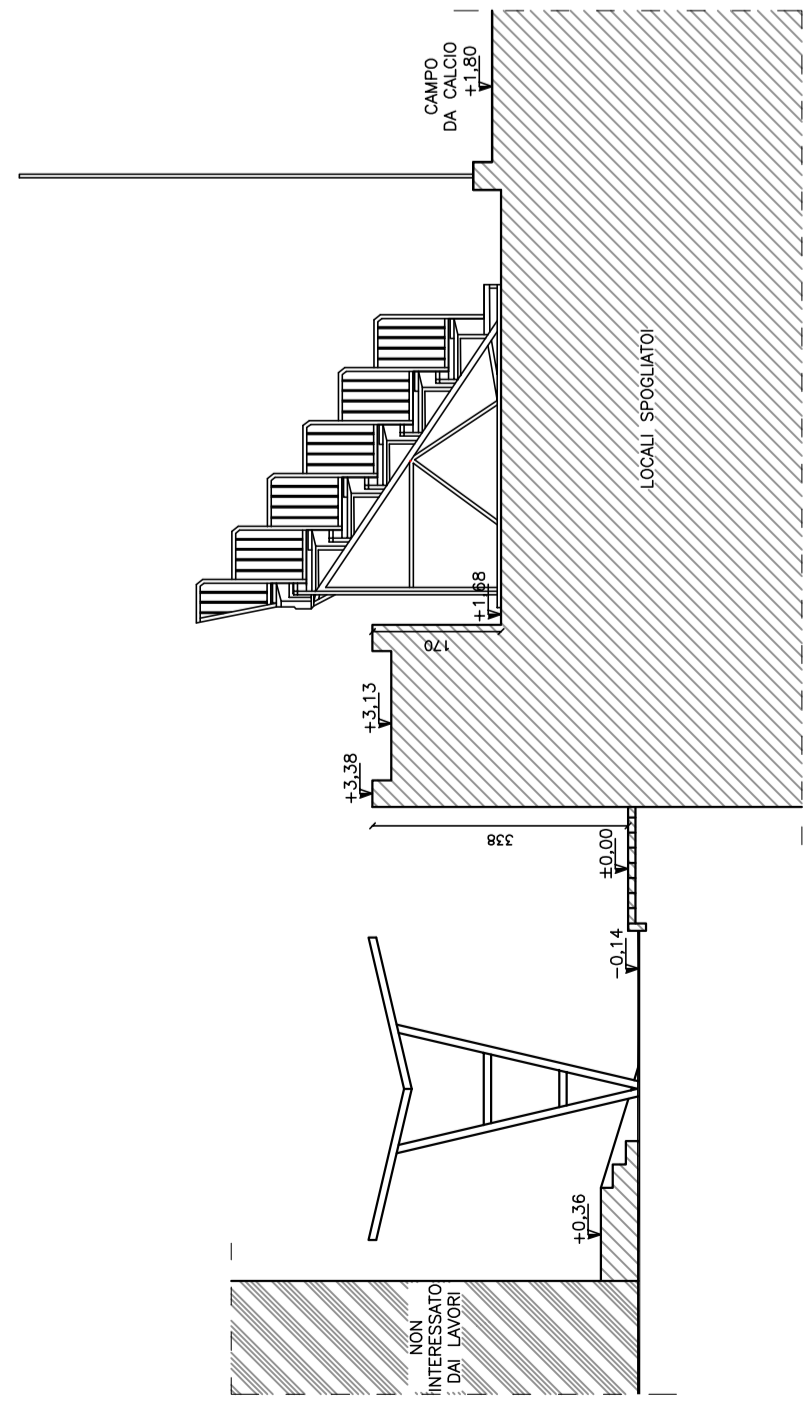 CAMPO
DA CALCIO
+1,80
LOCALI SPOGLIATOI
+1,68
170
+3,13
+3,38
338
±0,00
-0,14
+0,36
NON
INTERESSATO
DAI LAVORI